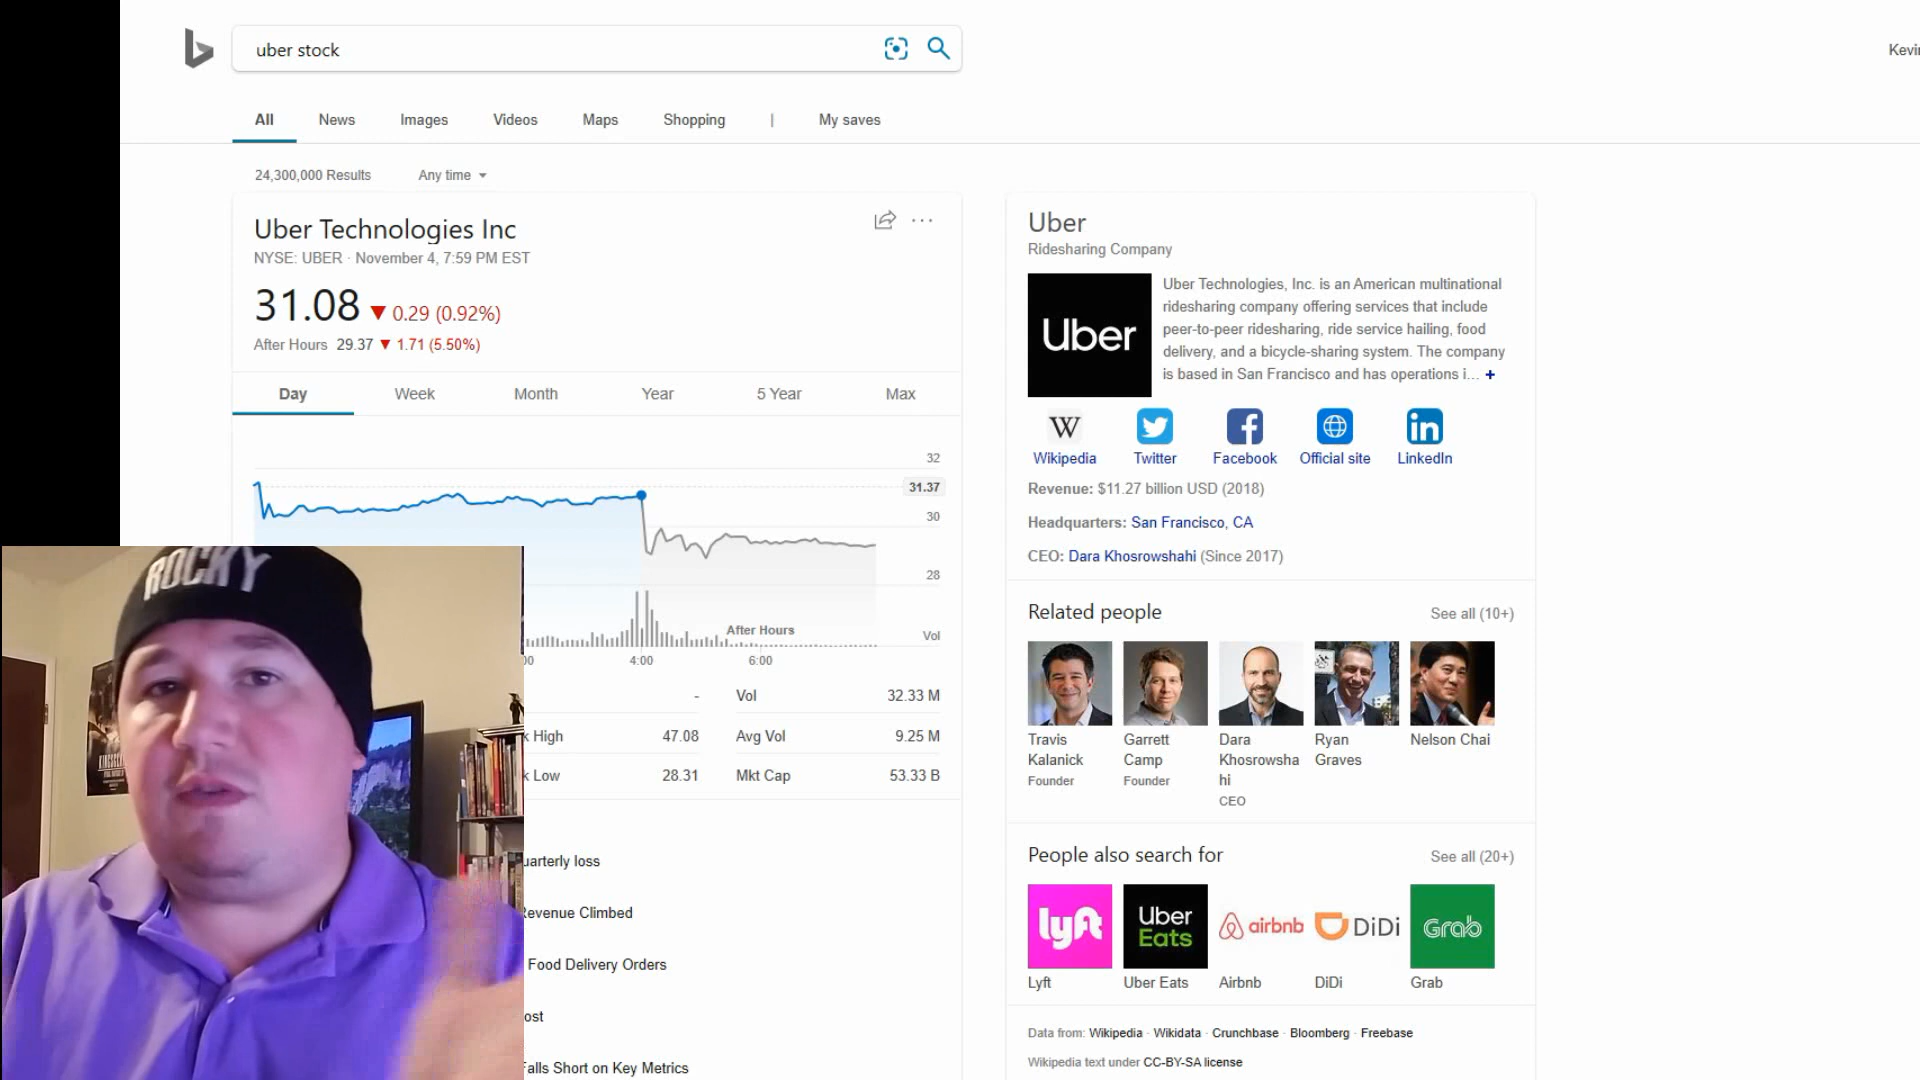 uber stock
Kevin
All News Images Videos Maps Shopping | My saves
24,300,000 Results Any time
Uber Technologies Inc
NYSE: UBER · November 4, 7:59 PM EST
31.08 ▼ 0.29 (0.92%)
After Hours 29.37 ▼ 1.71 (5.50%)
Day Week Month Year 5 Year Max
32
31.37
30
28
After Hours
Vol
00 4:00 6:00
- Vol 32.33 M
k High 47.08 Avg Vol 9.25 M
k Low 28.31 Mkt Cap 53.33 B
uarterly loss
Revenue Climbed
Food Delivery Orders
ost
Falls Short on Key Metrics
ROCKY
Uber
Ridesharing Company
Uber
Uber Technologies, Inc. is an American multinational
ridesharing company offering services that include
peer-to-peer ridesharing, ride service hailing, food
delivery, and a bicycle-sharing system. The company
is based in San Francisco and has operations i... +
W
Wikipedia Twitter Facebook Official site LinkedIn
Revenue: $11.27 billion USD (2018)
Headquarters: San Francisco, CA
CEO: Dara Khosrowshahi (Since 2017)
Related people See all (10+)
Travis
Kalanick
Founder
Garrett
Camp
Founder
Dara
Khosrowsha
hi
CEO
Ryan
Graves
Nelson Chai
People also search for See all (20+)
lyft
Uber
Eats
airbnb
DiDi
Grab
Lyft Uber Eats Airbnb DiDi Grab
Data from: Wikipedia · Wikidata · Crunchbase · Bloomberg · Freebase
Wikipedia text under CC-BY-SA license